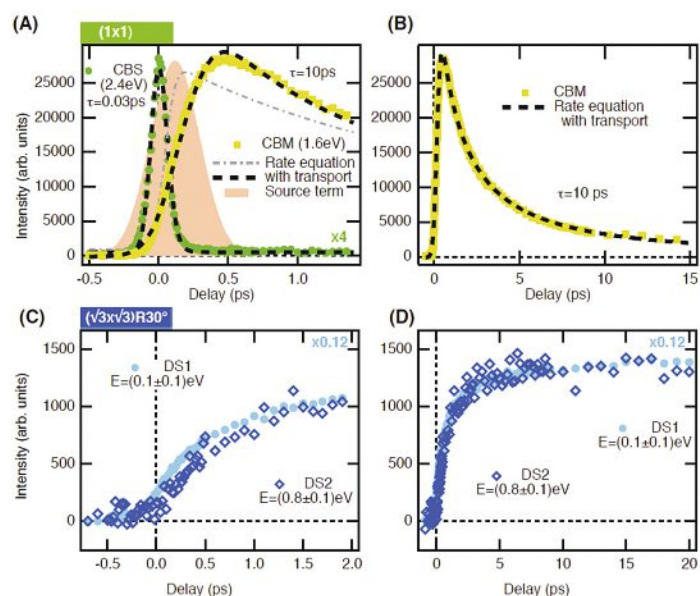 (A)
(1x1)
(B)
Intensity (arb. units)
25000
20000
15000
10000
5000
0
CBS
(2.4eV)
τ=0.03ps
τ=10ps
CBM (1.6eV)
Rate equation
with transport
Source term
x4
-0.5
0.0
0.5
1.0
Delay (ps)
25000
20000
15000
10000
5000
0
CBM
Rate equation
with transport
τ=10 ps
0
5
10
15
Delay (ps)
(C)
(√3x√3)R30°
(D)
Intensity (arb. units)
1500
1000
500
0
x0.12
DS1
E=(0.1±0.1)eV
DS2
E=(0.8±0.1)eV
0.0
0.5
1.0
1.5
2.0
Delay (ps)
1500
1000
500
0
x0.12
DS1
E=(0.1±0.1)eV
DS2
E=(0.8±0.1)eV
0
5
10
15
20
Delay (ps)